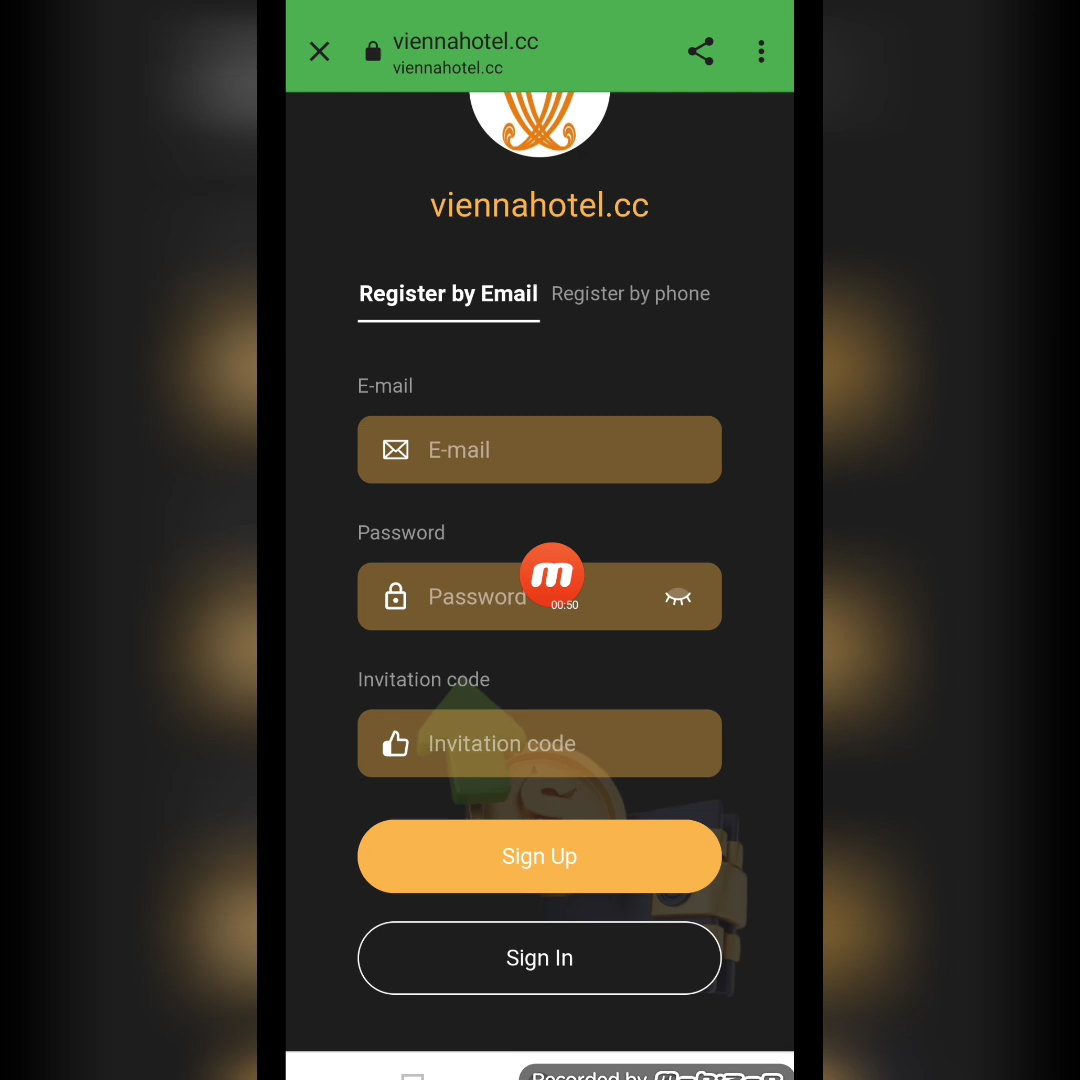 viennahotel.cc
viennahotel.cc
viennahotel.cc
Register by Email Register by phone
E-mail
E-mail
Password
Password
00:50
Invitation code
Invitation code
Sign Up
Sign In
Recorded by